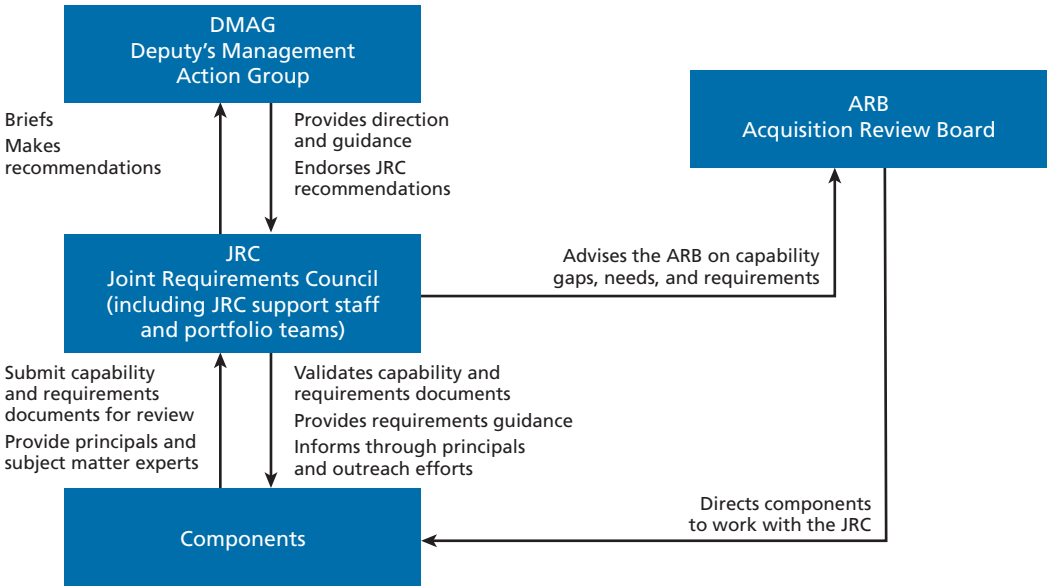 DMAG
Deputy’s Management
Action Group
ARB
Acquisition Review Board
Briefs
Makes
recommendations
Provides direction
and guidance
Endorses JRC
recommendations
JRC
Joint Requirements Council
(including JRC support staff
and portfolio teams)
Advises the ARB on capability
gaps, needs, and requirements
Submit capability
and requirements
documents for review
Provide principals and
subject matter experts
Validates capability and
requirements documents
Provides requirements guidance
Informs through principals
and outreach efforts
Components
Directs components
to work with the JRC